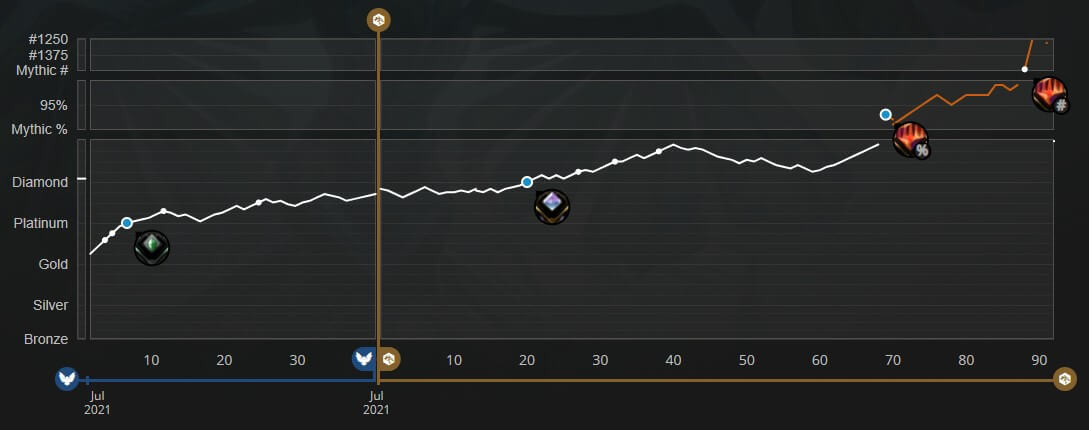 #1250
#1375
Mythic #
95%
Mythic %
Diamond
Platinum
Gold
Silver
Bronze
#
%
10 20 30 10 20 30 40 50 60 70 80 90
Jul
2021
Jul
2021